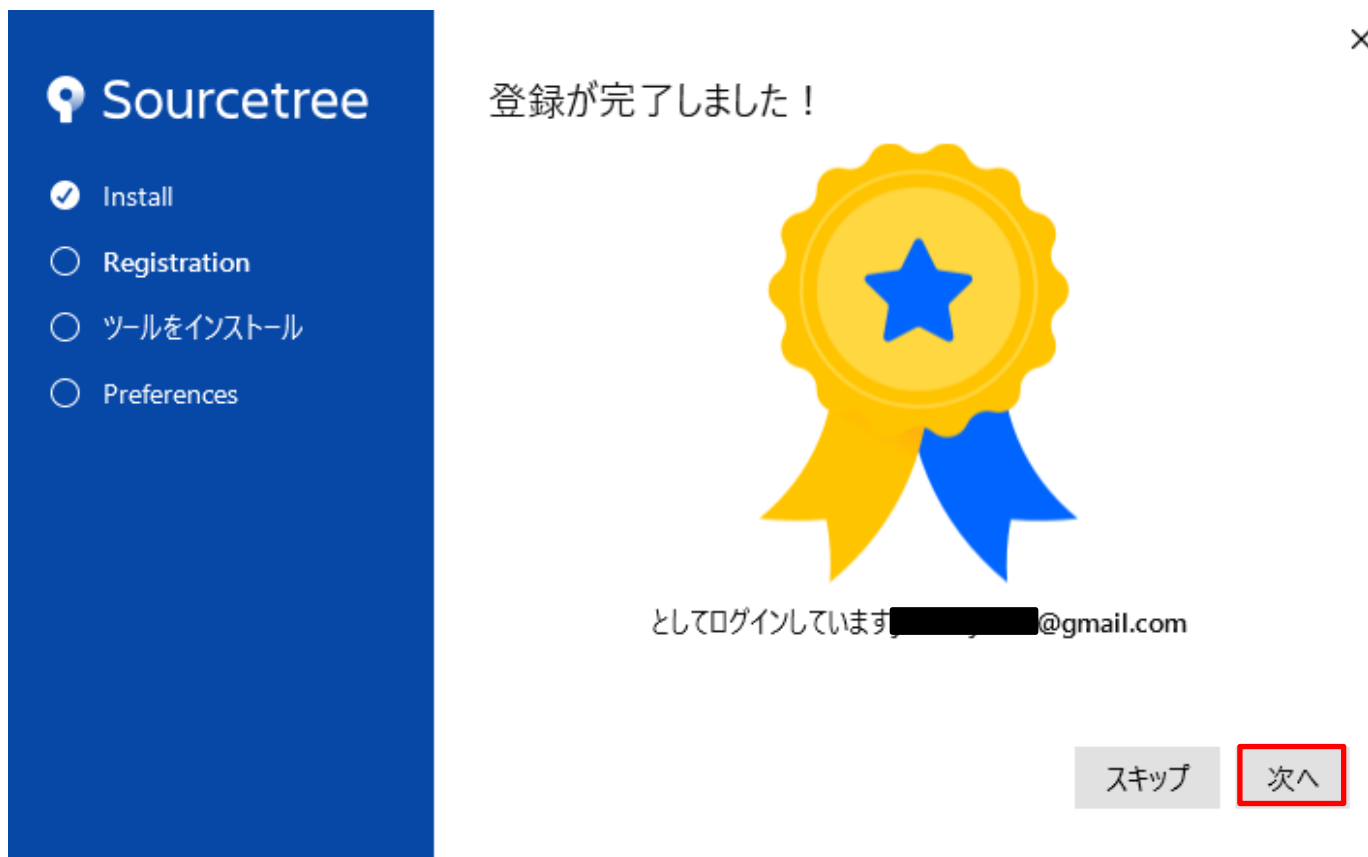 Sourcetree
Install
Registration
ツールをインストール
Preferences
登録が完了しました！
としてログインしています
@gmail.com
スキップ
次へ